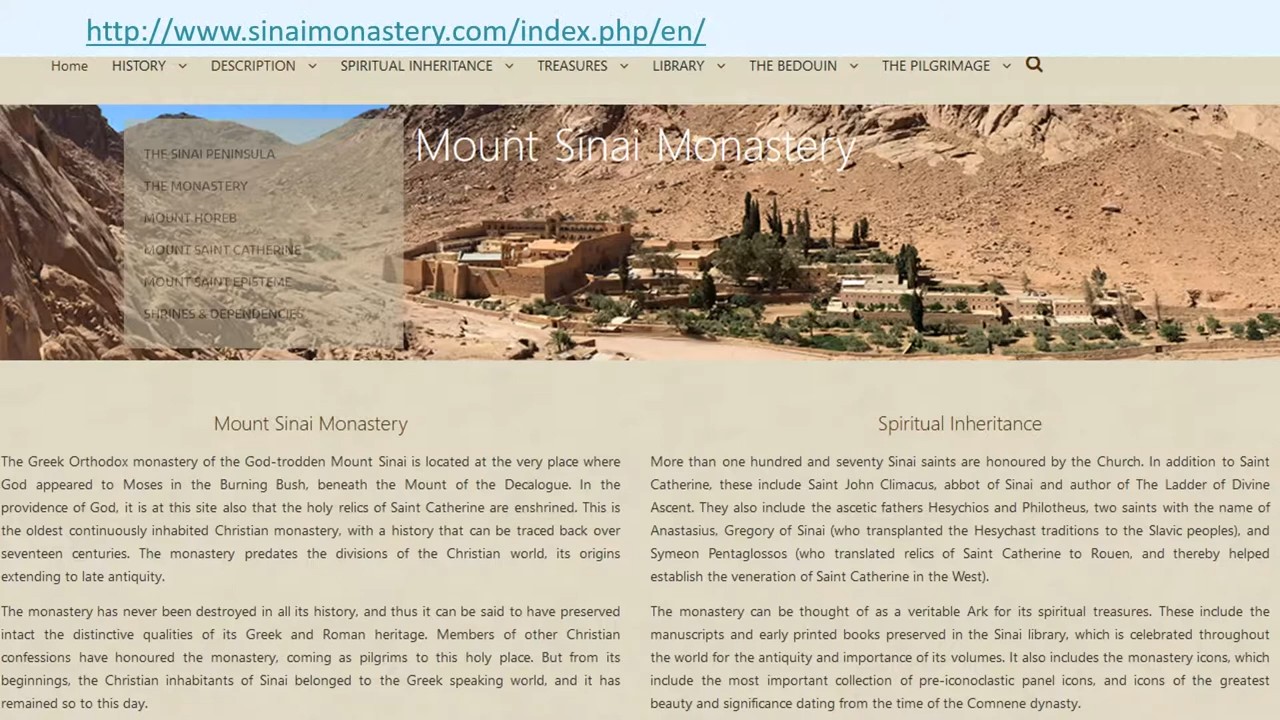 http://www.sinaimonastery.com/index.php/en/
Home HISTORY DESCRIPTION SPIRITUAL INHERITANCE TREASURES LIBRARY THE BEDOUIN THE PILGRIMAGE
Mount Sinai Monastery
THE SINAI PENINSULA
THE MONASTERY
MOUNT HOREB
MOUNT SAINT CATHERINE
MOUNT SAINT EPISTEME
SHRINES & DEPENDENCIES
Mount Sinai Monastery
The Greek Orthodox monastery of the God-trodden Mount Sinai is located at the very place where
God appeared to Moses in the Burning Bush, beneath the Mount of the Decalogue. In the
providence of God, it is at this site also that the holy relics of Saint Catherine are enshrined. This is
the oldest continuously inhabited Christian monastery, with a history that can be traced back over
seventeen centuries. The monastery predates the divisions of the Christian world, its origins
extending to late antiquity.
The monastery has never been destroyed in all its history, and thus it can be said to have preserved
intact the distinctive qualities of its Greek and Roman heritage. Members of other Christian
confessions have honoured the monastery, coming as pilgrims to this holy place. But from its
beginnings, the Christian inhabitants of Sinai belonged to the Greek speaking world, and it has
remained so to this day.
Spiritual Inheritance
More than one hundred and seventy Sinai saints are honoured by the Church. In addition to Saint
Catherine, these include Saint John Climacus, abbot of Sinai and author of The Ladder of Divine
Ascent. They also include the ascetic fathers Hesychios and Philotheus, two saints with the name of
Anastasius, Gregory of Sinai (who transplanted the Hesychast traditions to the Slavic peoples), and
Symeon Pentaglossos (who translated relics of Saint Catherine to Rouen, and thereby helped
establish the veneration of Saint Catherine in the West).
The monastery can be thought of as a veritable Ark for its spiritual treasures. These include the
manuscripts and early printed books preserved in the Sinai library, which is celebrated throughout
the world for the antiquity and importance of its volumes. It also includes the monastery icons, which
include the most important collection of pre-iconoclastic panel icons, and icons of the greatest
beauty and significance dating from the time of the Comnene dynasty.